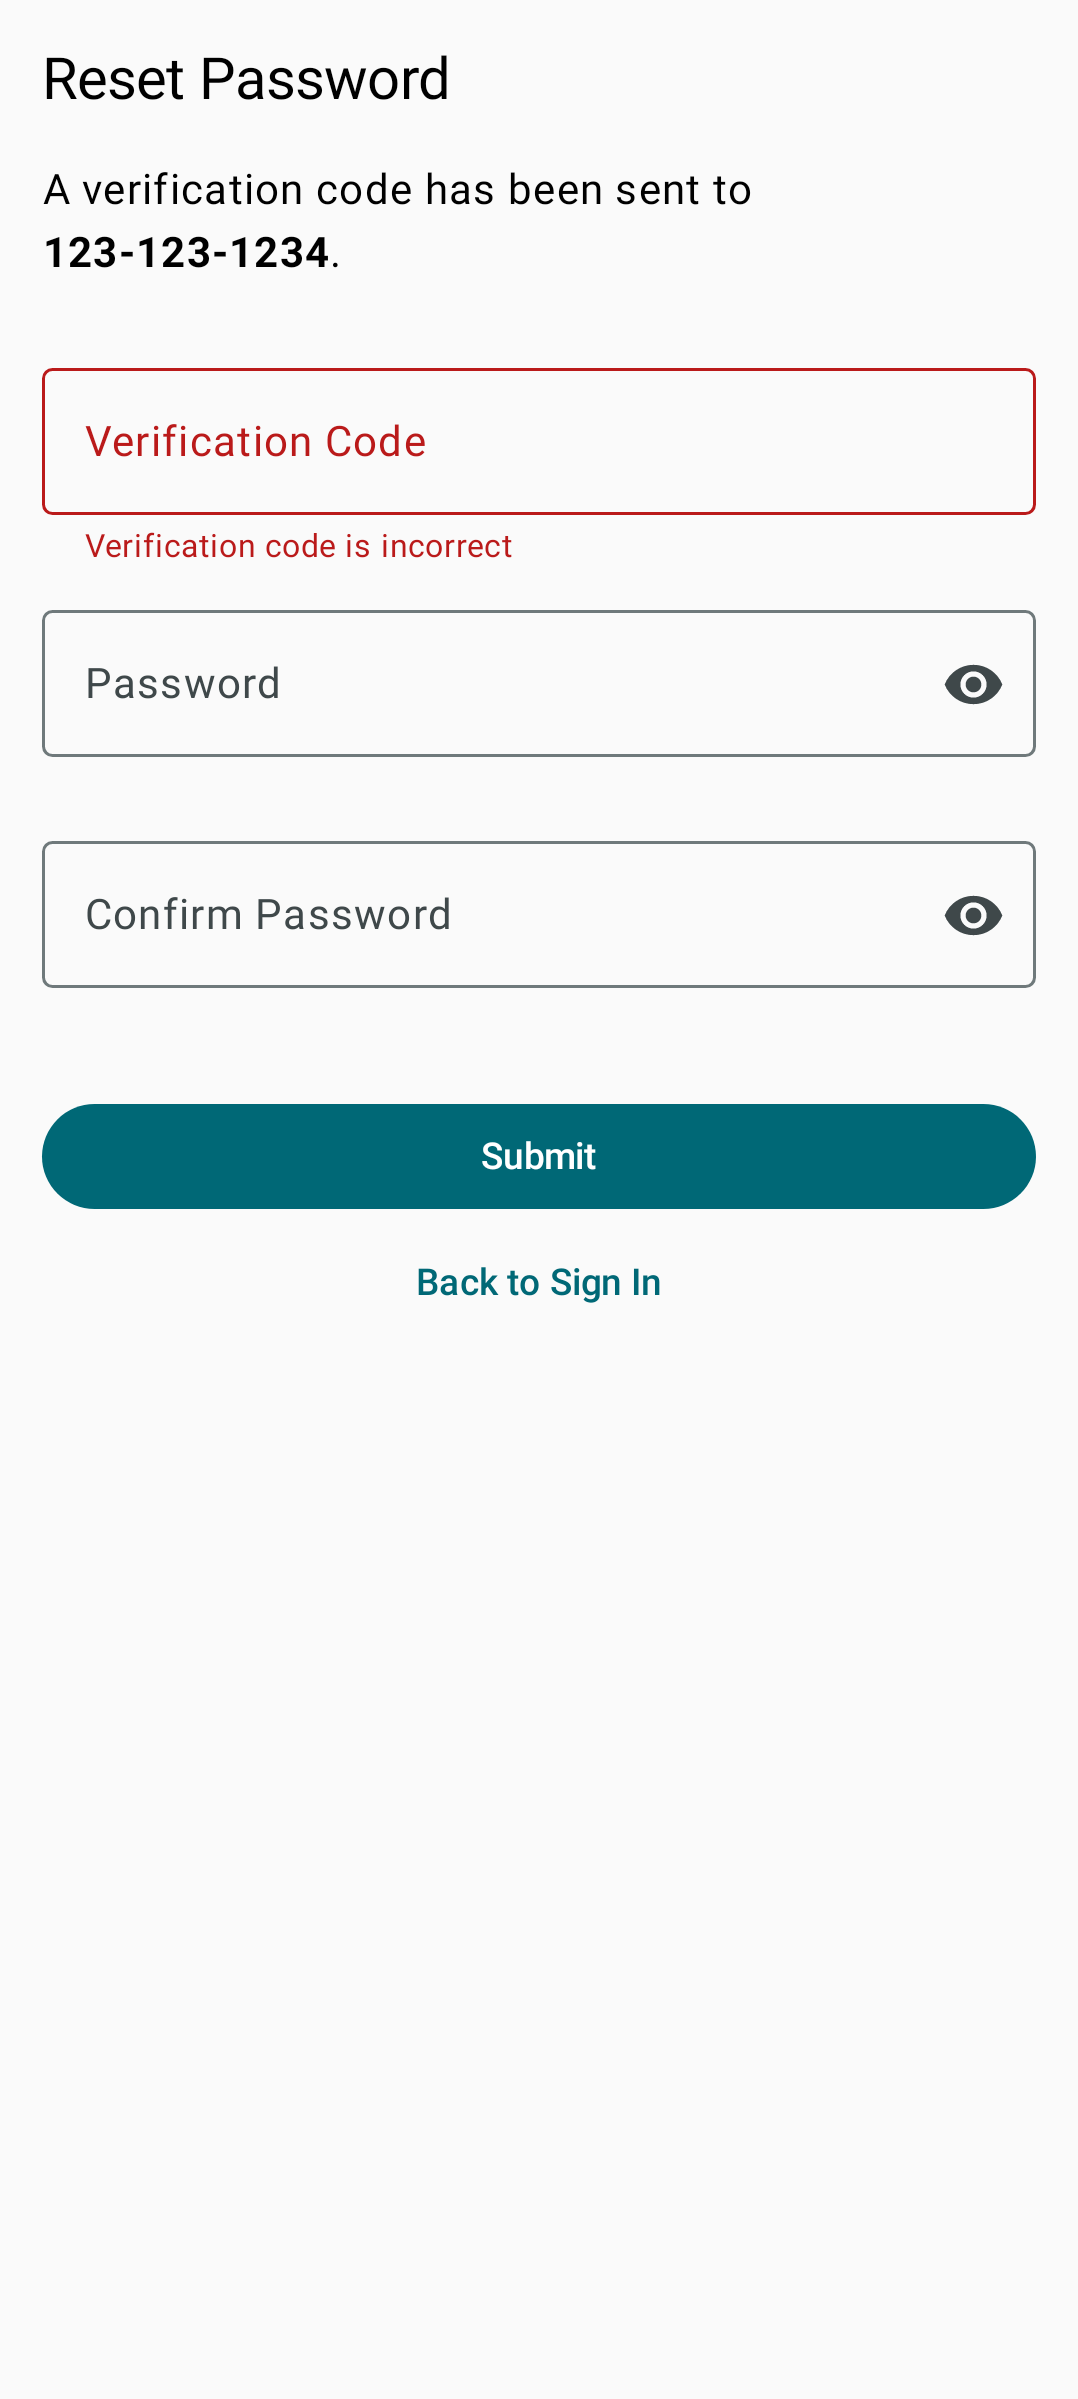 Reset Password
A verification code has been sent to
123-123-1234.
Verification Code
Verification code is incorrect
Password
Confirm Password
Submit
Back to Sign In